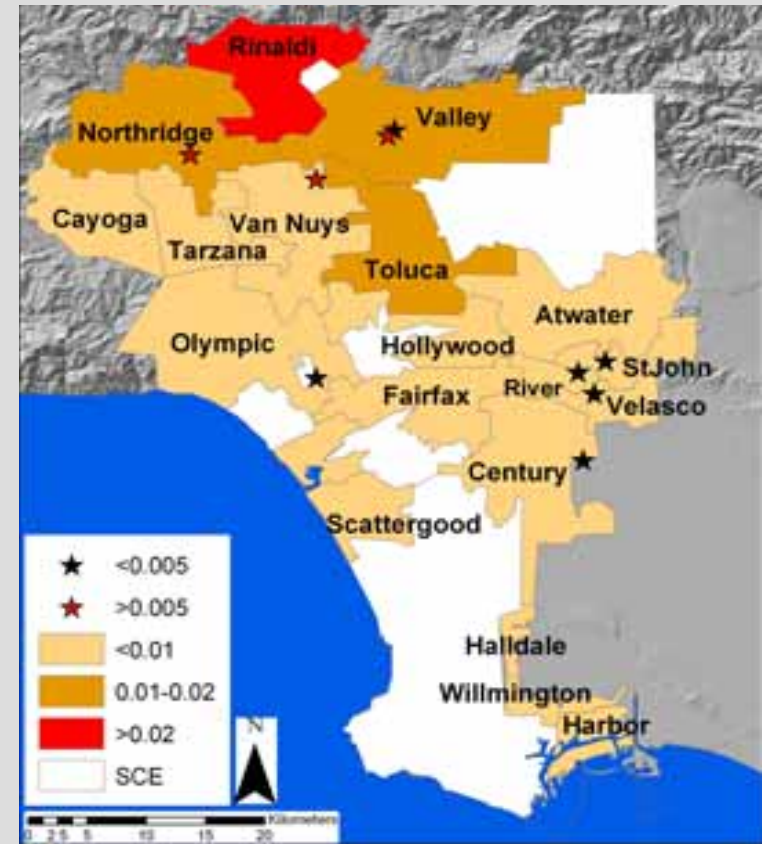 Rinaldi
Northridge
Valley
Cayoga
Van Nuys
Tarzana
Toluca
Atwater
Olympic
Hollywood
StJohn
River
Fairfax
Velasco
Century
Scattergood
<0.005
>0.005
<0.01
0.01-0.02
>0.02
SCE
N
Halldale
Willmington
Harbor
Kilometers
0 2.5 5 10 15 20